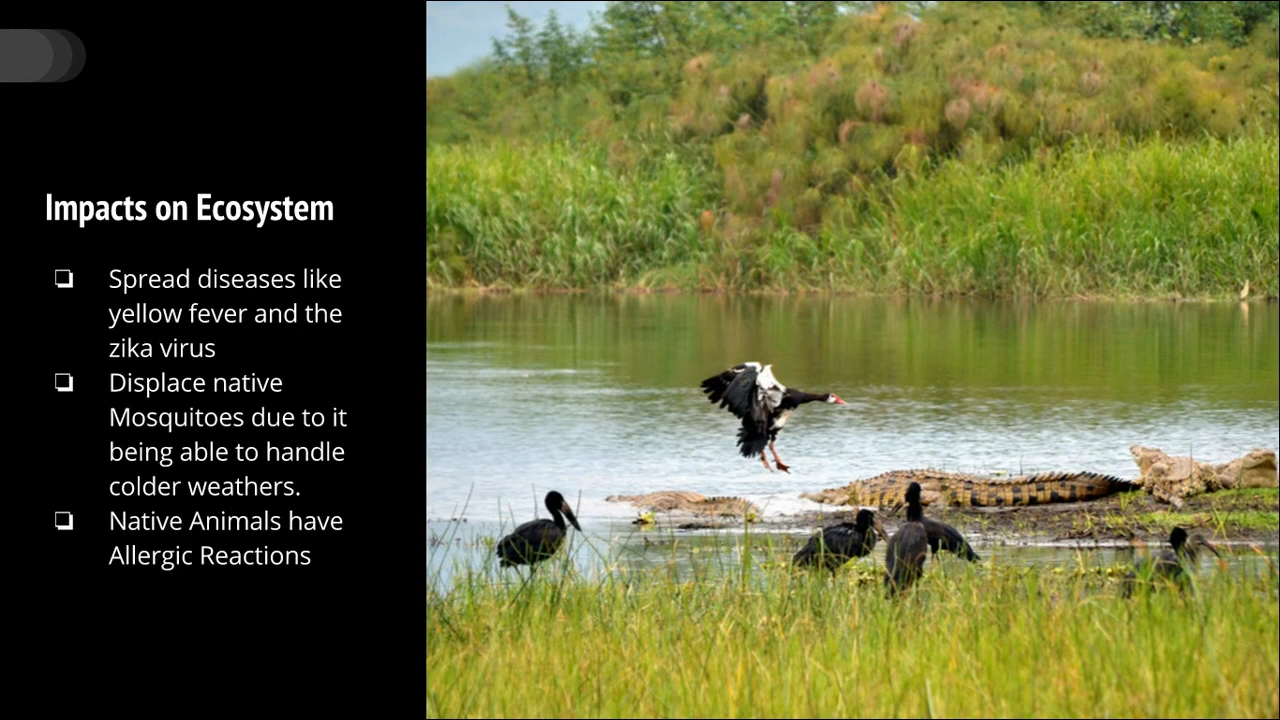 Impacts on Ecosystem
❏ Spread diseases like
yellow fever and the
zika virus
❏ Displace native
Mosquitoes due to it
being able to handle
colder weathers.
❏ Native Animals have
Allergic Reactions